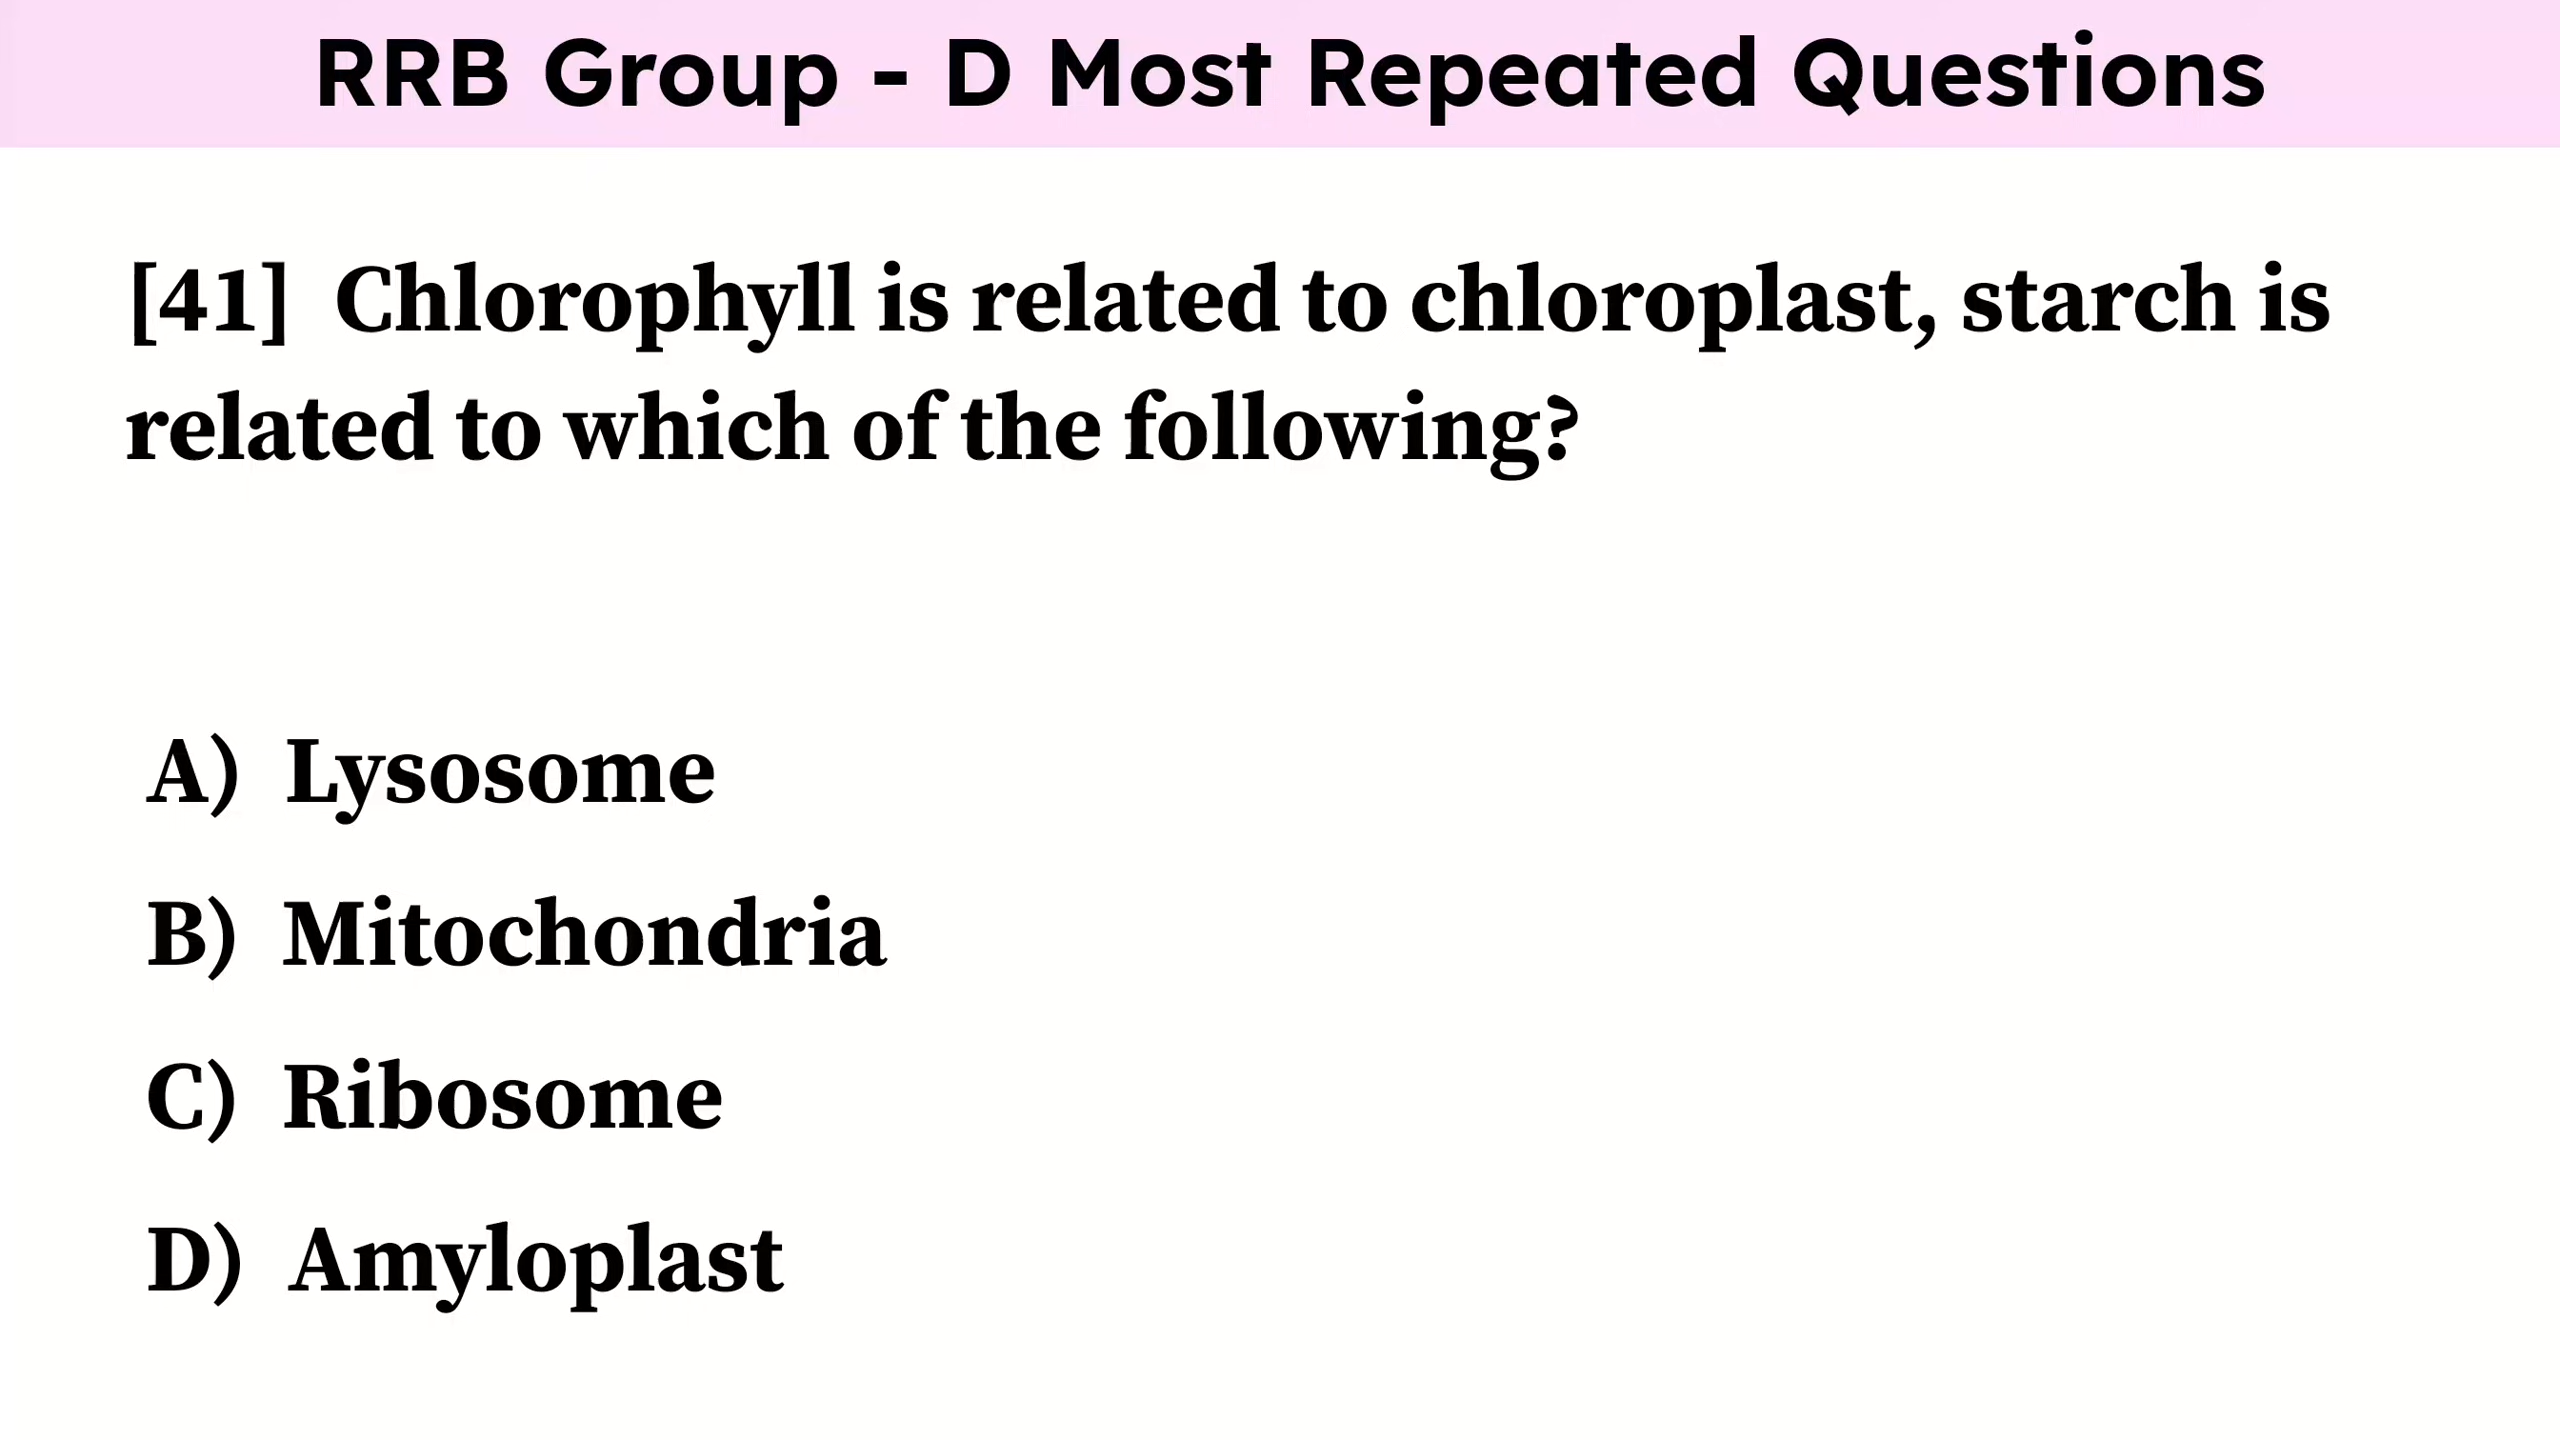 RRB Group - D Most Repeated Questions
[41] Chlorophyll is related to chloroplast, starch is
related to which of the following?
A) Lysosome
B) Mitochondria
C) Ribosome
D) Amyloplast